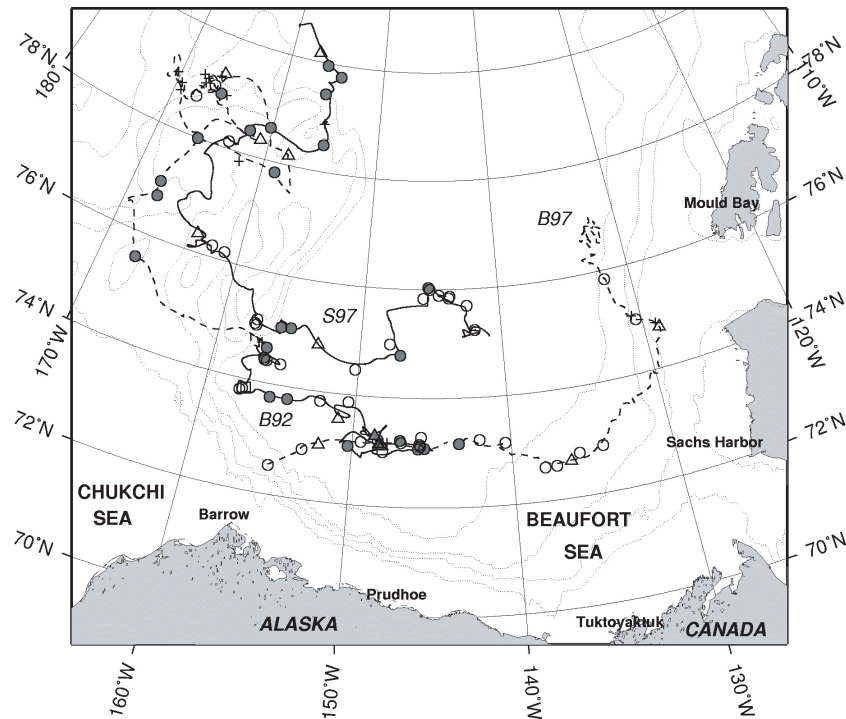 78°N
180°
78°N
110°W
76°N
76°N
Mould Bay
B97
74°N
74°N
170°W
S97
120°W
72°N
72°N
B92
Sachs Harbor
CHUKCHI
SEA
Barrow
BEAUFORT
SEA
70°N
70°N
Prudhoe
ALASKA
Tuktoyaktuk
CANADA
160°W
150°W
140°W
130°W